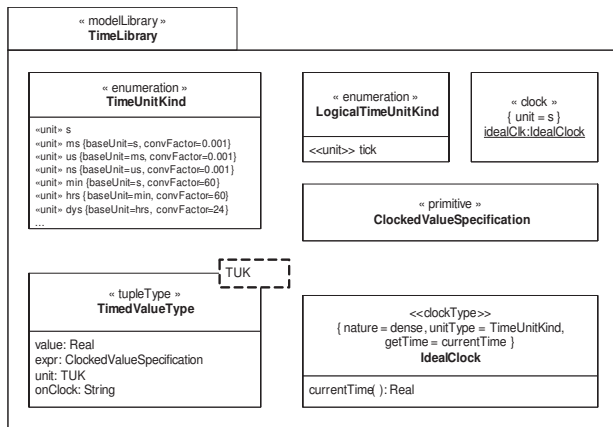 « modelLibrary »
TimeLibrary
« enumeration »
TimeUnitKind
«unit» s
«unit» ms {baseUnit=s, convFactor=0.001}
«unit» us {baseUnit=ms, convFactor=0.001}
«unit» ns {baseUnit=us, convFactor=0.001}
«unit» min {baseUnit=s, convFactor=60}
«unit» hrs {baseUnit=min, convFactor=60}
«unit» dys {baseUnit=hrs, convFactor=24}
...
« enumeration »
LogicalTimeUnitKind
<<unit>> tick
« clock »
{ unit = s }
idealClk:IdealClock
« primitive »
ClockedValueSpecification
TUK
« tupleType »
TimedValueType
value: Real
expr: ClockedValueSpecification
unit: TUK
onClock: String
<<clockType>>
{ nature = dense, unitType = TimeUnitKind,
getTime = currentTime }
IdealClock
currentTime( ): Real